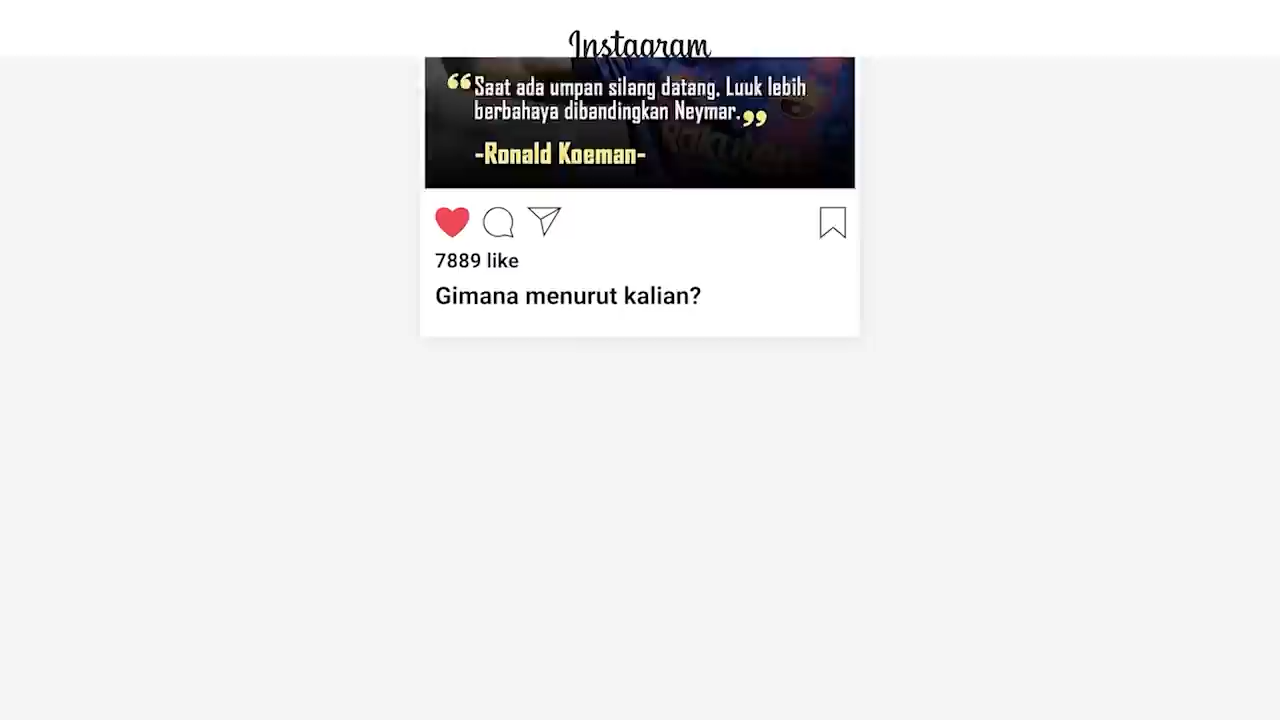 Instagram
“Saat ada umpan silang datang. Luuk lebih
berbahaya dibandingkan Neymar.”
-Ronald Koeman-
7889 like
Gimana menurut kalian?